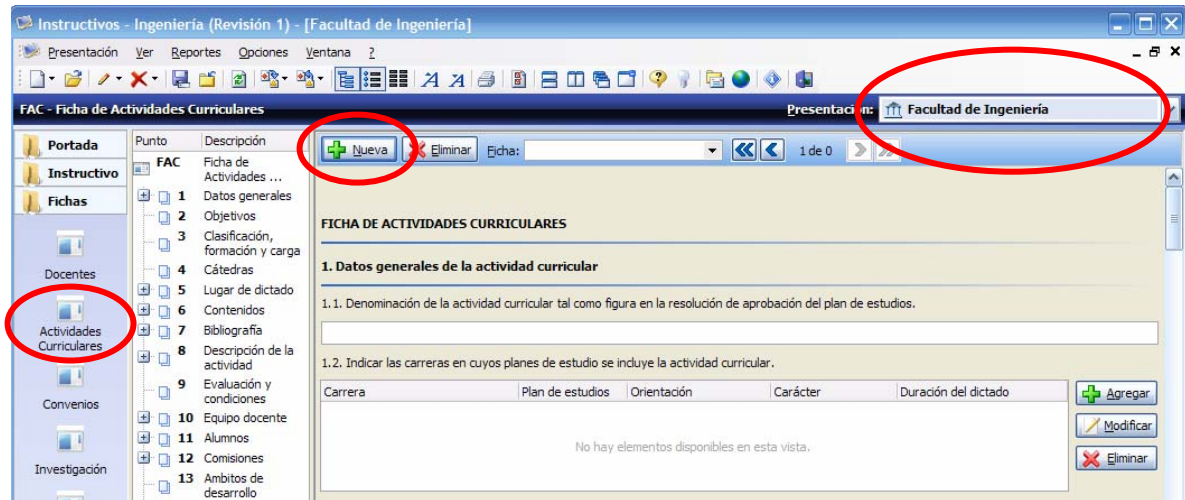 Instructivos - Ingeniería (Revisión 1) - [Facultad de Ingeniería]
Presentación Ver Reportes Opciones Ventana ?
FAC - Ficha de Actividades Curriculares
Presentación: Facultad de Ingeniería
Portada
Instructivo
Fichas
Docentes
Actividades
Curriculares
Convenios
Investigación
Punto Descripción
FAC Ficha de
Actividades ...
1 Datos generales
2 Objetivos
3 Clasificación,
formación y carga
4 Cátedras
5 Lugar de dictado
6 Contenidos
7 Bibliografía
8 Descripción de la
actividad
9 Evaluación y
condiciones
10 Equipo docente
11 Alumnos
12 Comisiones
13 Ambitos de
desarrollo
Nueva Eliminar Ficha: 1 de 0
FICHA DE ACTIVIDADES CURRICULARES
1. Datos generales de la actividad curricular
1.1. Denominación de la actividad curricular tal como figura en la resolución de aprobación del plan de estudios.
1.2. Indicar las carreras en cuyos planes de estudio se incluye la actividad curricular.
Carrera Plan de estudios Orientación Carácter Duración del dictado
No hay elementos disponibles en esta vista.
Agregar
Modificar
Eliminar